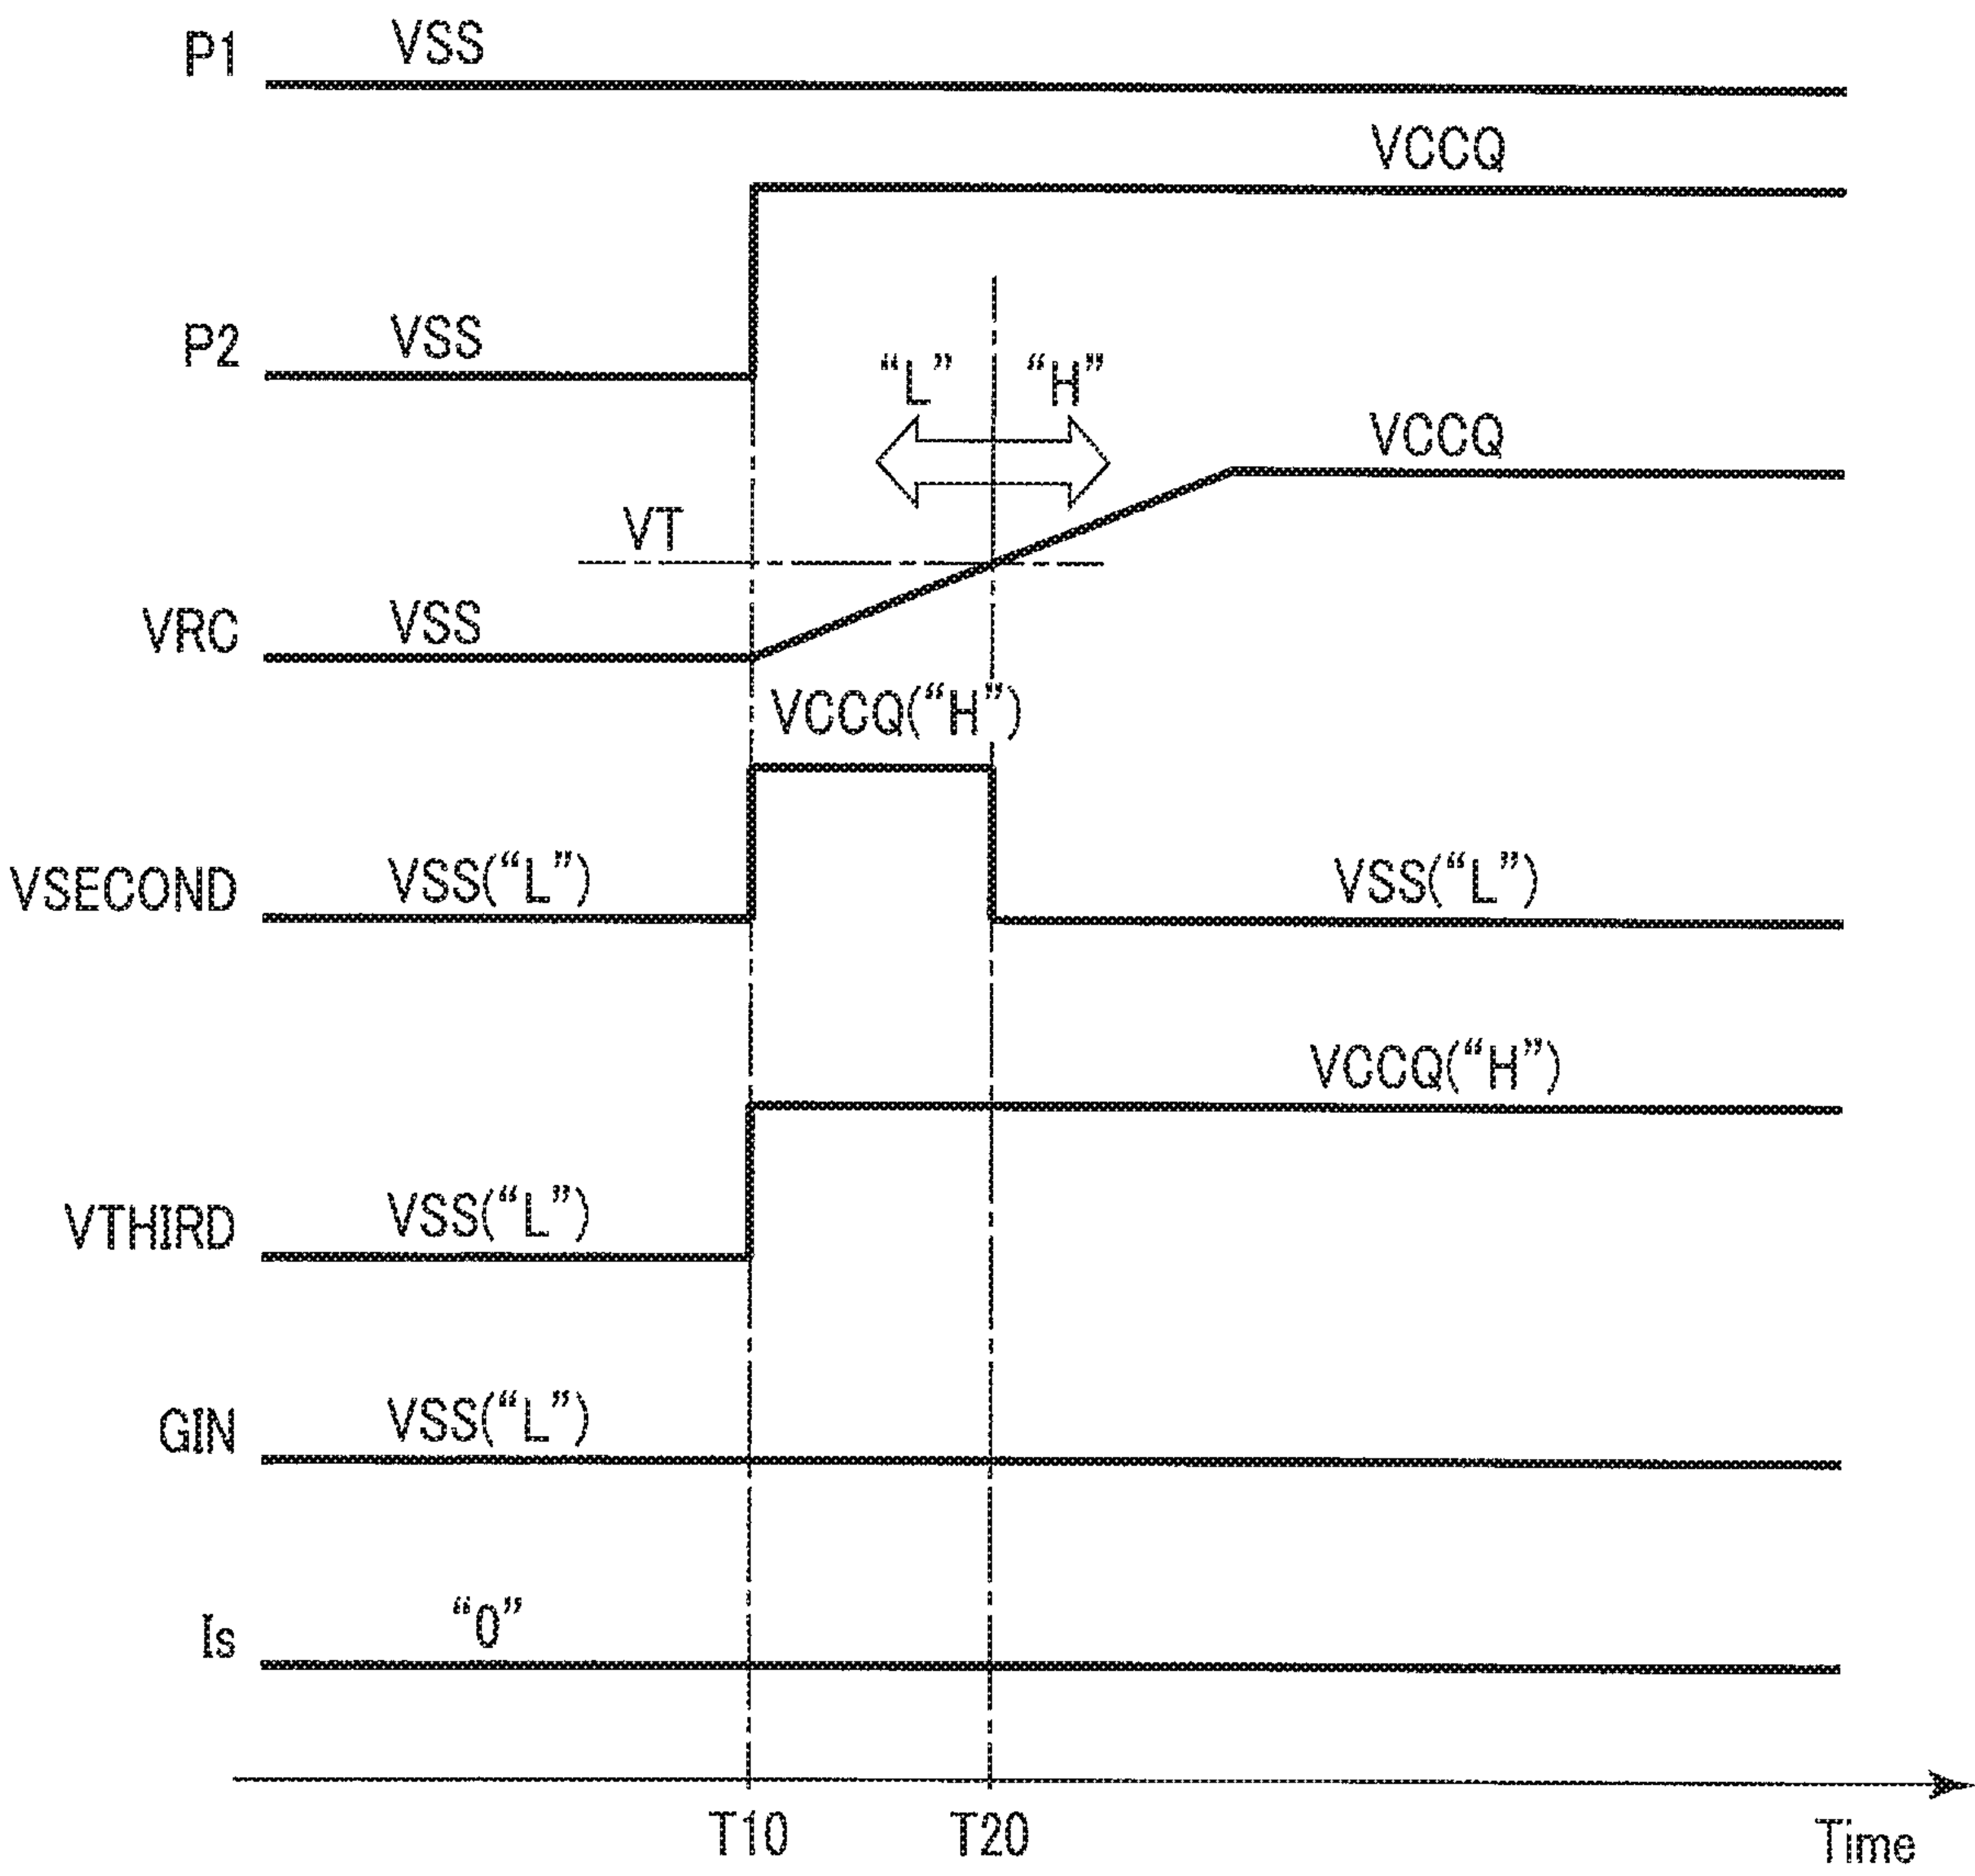 P1 VSS
VCCQ
P2 VSS
“L” “H”
VCCQ
VT
VRC VSS
VCCQ(“H”)
VSECOND VSS(“L”) VSS(“L”)
VCCQ(“H”)
VTHIRD VSS(“L”)
GIN VSS(“L”)
Is “0”
T10 T20 Time